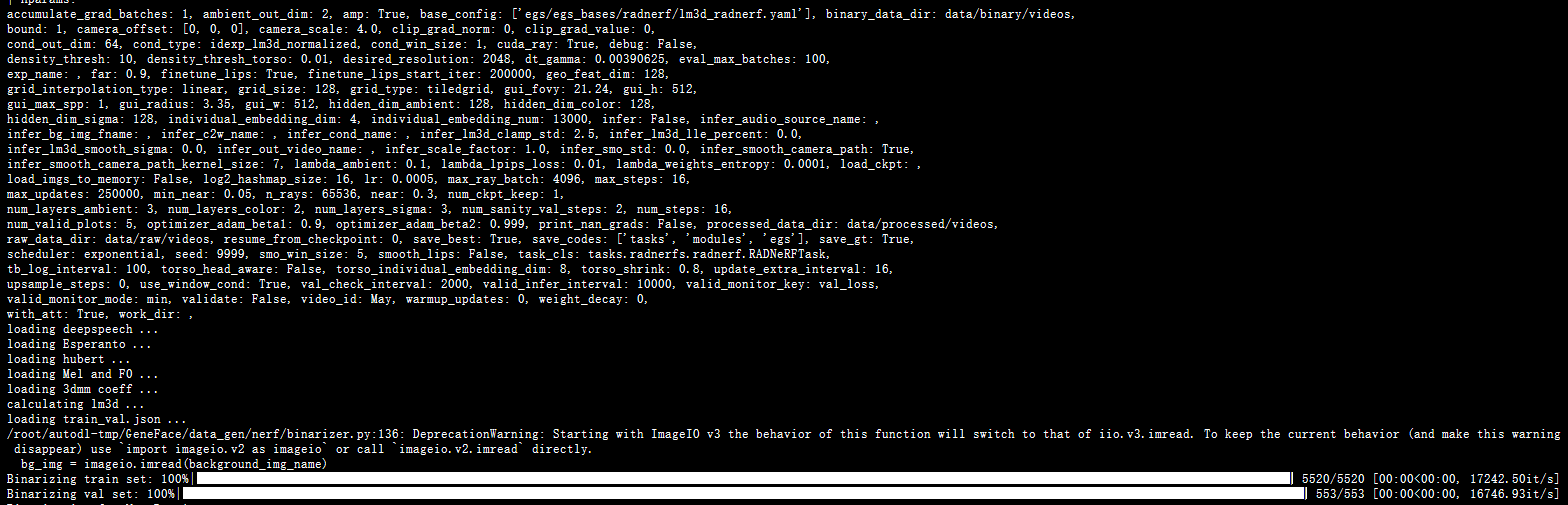 accumulate_grad_batches: 1, ambient_out_dim: 2, amp: True, base_config: ['egs/egs_bases/radnerf/lm3d_radnerf.yaml'], binary_data_dir: data/binary/videos,
bound: 1, camera_offset: [0, 0, 0], camera_scale: 4.0, clip_grad_norm: 0, clip_grad_value: 0,
cond_out_dim: 64, cond_type: idexp_lm3d_normalized, cond_win_size: 1, cuda_ray: True, debug: False,
density_thresh: 10, density_thresh_torso: 0.01, desired_resolution: 2048, dt_gamma: 0.00390625, eval_max_batches: 100,
exp_name: , far: 0.9, finetune_lips: True, finetune_lips_start_iter: 200000, geo_feat_dim: 128,
grid_interpolation_type: linear, grid_size: 128, grid_type: tiledgrid, gui_fovy: 21.24, gui_h: 512,
gui_max_spp: 1, gui_radius: 3.35, gui_w: 512, hidden_dim_ambient: 128, hidden_dim_color: 128,
hidden_dim_sigma: 128, individual_embedding_dim: 4, individual_embedding_num: 13000, infer: False, infer_audio_source_name: ,
infer_bg_img_fname: , infer_c2w_name: , infer_cond_name: , infer_lm3d_clamp_std: 2.5, infer_lm3d_lle_percent: 0.0,
infer_lm3d_smooth_sigma: 0.0, infer_out_video_name: , infer_scale_factor: 1.0, infer_smo_std: 0.0, infer_smooth_camera_path: True,
infer_smooth_camera_path_kernel_size: 7, lambda_ambient: 0.1, lambda_lpips_loss: 0.01, lambda_weights_entropy: 0.0001, load_ckpt: ,
load_imgs_to_memory: False, log2_hashmap_size: 16, lr: 0.0005, max_ray_batch: 4096, max_steps: 16,
max_updates: 250000, min_near: 0.05, n_rays: 65536, near: 0.3, num_ckpt_keep: 1,
num_layers_ambient: 3, num_layers_color: 2, num_layers_sigma: 3, num_sanity_val_steps: 2, num_steps: 16,
num_valid_plots: 5, optimizer_adam_beta1: 0.9, optimizer_adam_beta2: 0.999, print_nan_grads: False, processed_data_dir: data/processed/videos,
raw_data_dir: data/raw/videos, resume_from_checkpoint: 0, save_best: True, save_codes: ['tasks', 'modules', 'egs'], save_gt: True,
scheduler: exponential, seed: 9999, smo_win_size: 5, smooth_lips: False, task_cls: tasks.radnerfs.radnerf.RADNeRFTask,
tb_log_interval: 100, torso_head_aware: False, torso_individual_embedding_dim: 8, torso_shrink: 0.8, update_extra_interval: 16,
upsample_steps: 0, use_window_cond: True, val_check_interval: 2000, valid_infer_interval: 10000, valid_monitor_key: val_loss,
valid_monitor_mode: min, validate: False, video_id: May, warmup_updates: 0, weight_decay: 0,
with_att: True, work_dir: ,
loading deepspeech ...
loading Esperanto ...
loading hubert ...
loading Mel and F0 ...
loading 3dmm coeff ...
calculating lm3d ...
loading train_val.json ...
/root/autodl-tmp/GeneFace/data_gen/nerf/binarizer.py:136: DeprecationWarning: Starting with ImageIO v3 the behavior of this function will switch to that of iio.v3.imread. To keep the current behavior (and make this warning
disappear) use `import imageio.v2 as imageio` or call `imageio.v2.imread` directly.
bg_img = imageio.imread(background_img_name)
Binarizing train set: 100%| | 5520/5520 [00:00<00:00, 17242.50it/s]
Binarizing val set: 100%| | 553/553 [00:00<00:00, 16746.93it/s]